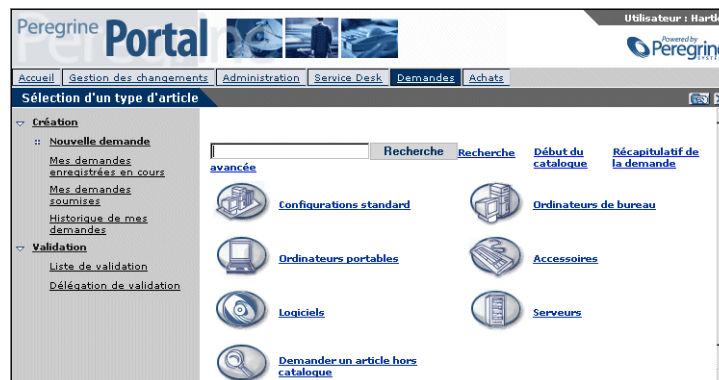 Peregrine Portal
Utilisateur :
Powered by
Peregrine
Accueil Gestion des changements Administration Service Desk Demandes Achats
Sélection d'un type d'article
Création
Nouvelle demande
Mes demandes
enregistrées en cours
Mes demandes
soumises
Historique de mes
demandes
Validation
Liste de validation
Délégation de validation
Recherche
Recherche
avancée
Début du
catalogue
Récapitulatif de
la demande
Configurations standard
Ordinateurs de bureau
Ordinateurs portables
Accessoires
Logiciels
Serveurs
Demander un article hors
catalogue